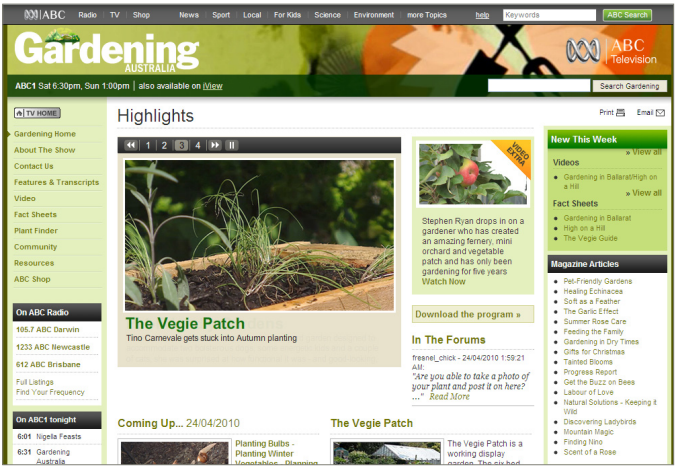 ABC Radio TV Shop News Sport Local For Kids Science Environment more Topics help Keywords ABC Search
Gardening
AUSTRALIA
ABC
Television
ABC1 Sat 6:30pm, Sun 1:00pm | also available on iView
Search Gardening
TV HOME
Gardening Home
About The Show
Contact Us
Features & Transcripts
Video
Fact Sheets
Plant Finder
Community
Resources
ABC Shop
On ABC Radio
105.7 ABC Darwin
1233 ABC Newcastle
612 ABC Brisbane
Full Listings
Find Your Frequency
On ABC1 tonight
6:01 Nigella Feasts
6:31 Gardening
Australia
Highlights
Print Email
1 2 3 4
The Vegie Patch
Tino Carnevale gets stuck into Autumn planting
VIDEO
EXTRA
Stephen Ryan drops in on a
gardener who has created
an amazing fernery, mini
orchard and vegetable
patch and has only been
gardening for five years
Watch Now
Download the program »
In The Forums
fresnel_chick - 24/04/2010 1:59:21
AM:
"Are you able to take a photo of
your plant and post it on here?
..." Read More
Coming Up... 24/04/2010
Planting Bulbs -
Planting Winter
Vegetables - Planning
The Vegie Patch
The Vegie Patch is a
working display
garden. The six bed
New This Week
» View all
Videos
Gardening in Ballarat/High on
a Hill
» View all
Fact Sheets
Gardening in Ballarat
High on a Hill
The Vegie Guide
Magazine Articles
Pet-Friendly Gardens
Healing Echinacea
Soft as a Feather
The Garlic Effect
Summer Rose Care
Feeding the Family
Gardening in Dry Times
Gifts for Christmas
Tainted Blooms
Progress Report
Get the Buzz on Bees
Labour of Love
Natural Solutions - Keeping it
Wild
Discovering Ladybirds
Mountain Magic
Finding Nino
Scent of a Rose